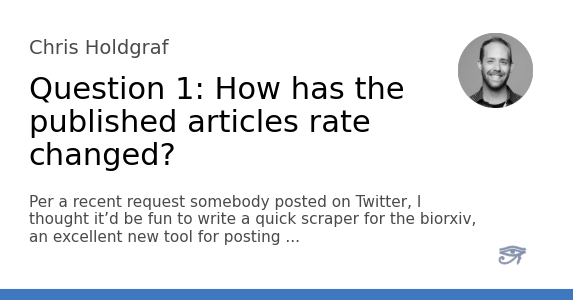 Chris Holdgraf
Question 1: How has the
published articles rate
changed?
Per a recent request somebody posted on Twitter, I
thought it’d be fun to write a quick scraper for the biorxiv,
an excellent new tool for posting ...